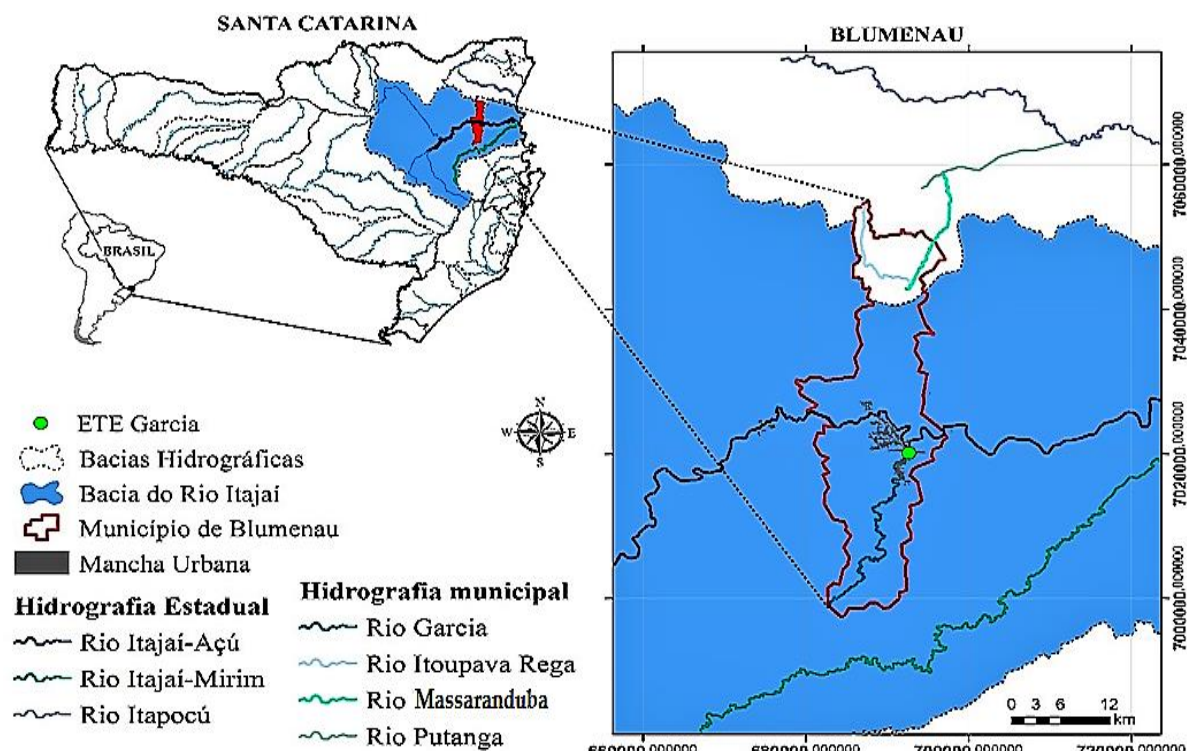 SANTA CATARINA
BRASIL
ETE Garcia
Bacias Hidrográficas
Bacia do Rio Itajaí
Município de Blumenau
Mancha Urbana
Hidrografia Estadual
Rio Itajaí-Açú
Rio Itajaí-Mirim
Rio Itapocú
N
W E
S
Hidrografia municipal
Rio Garcia
Rio Itoupava Rega
Rio Massaranduba
Rio Putanga
BLUMENAU
7060000,000000
7040000,000000
7020000,000000
7000000,000000
0 3 6 12
km
660000,000000 680000,000000 700000,000000 720000,000000